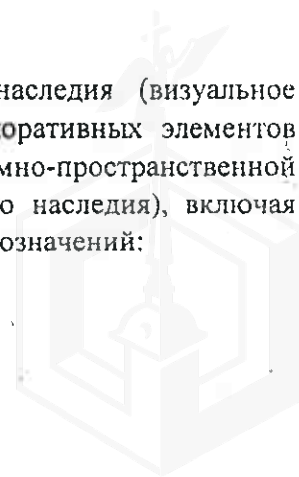 наследия (визуальное
оративных элементов
мно-пространственной
о наследия), включая
означений: